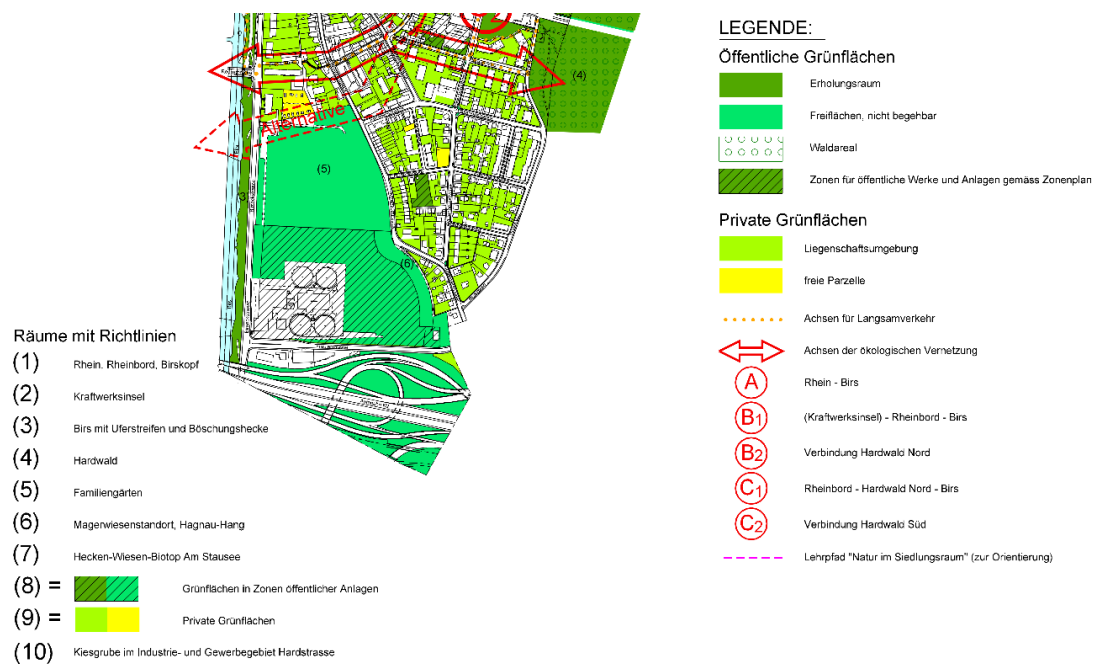 (4)
Alternative
(5)
3
(6)
Räume mit Richtlinien
(1) Rhein. Rheinbord, Birskopf
(2) Kraftwerksinsel
(3) Birs mit Uferstreifen und Böschungshecke
(4) Hardwald
(5) Familiengärten
(6) Magerwiesenstandort, Hagnau-Hang
(7) Hecken-Wiesen-Biotop Am Stausee
(8) = Grünflächen in Zonen öffentlicher Anlagen
(9) = Private Grünflächen
(10) Kiesgrube im Industrie- und Gewerbegebiet Hardstrasse
LEGENDE:
Öffentliche Grünflächen
Erholungsraum
Freiflächen, nicht begehbar
Waldareal
Zonen für öffentliche Werke und Anlagen gemäss Zonenplan
Private Grünflächen
Liegenschaftsumgebung
freie Parzelle
Achsen für Langsamverkehr
Achsen der ökologischen Vernetzung
A Rhein - Birs
B1 (Kraftwerksinsel) - Rheinbord - Birs
B2 Verbindung Hardwald Nord
C1 Rheinbord - Hardwald Nord - Birs
C2 Verbindung Hardwald Süd
Lehrpfad "Natur im Siedlungsraum" (zur Orientierung)